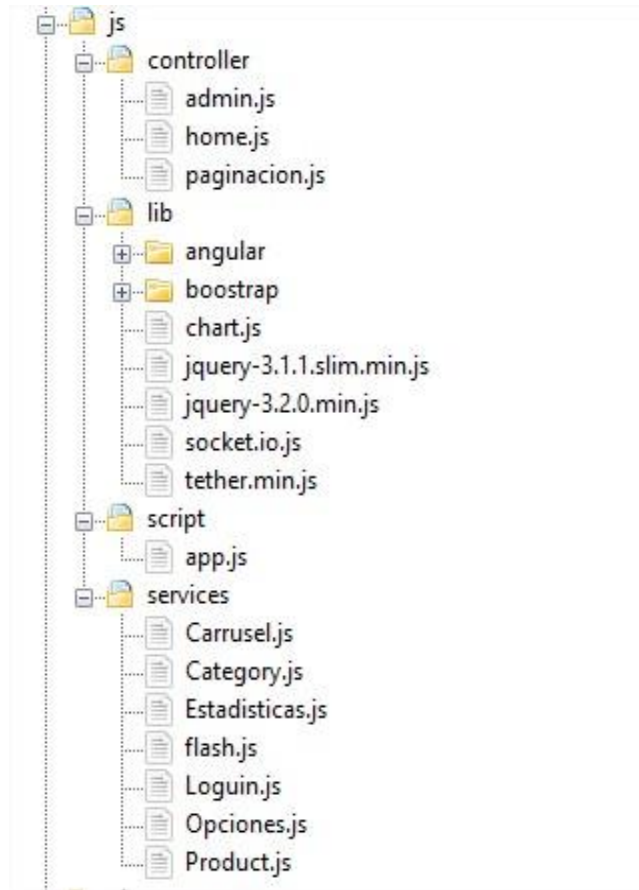 js
controller
admin.js
home.js
paginacion.js
lib
angular
boostrap
chart.js
jquery-3.1.1.slim.min.js
jquery-3.2.0.min.js
socket.io.js
tether.min.js
script
app.js
services
Carrusel.js
Category.js
Estadisticas.js
flash.js
Loguin.js
Opciones.js
Product.js